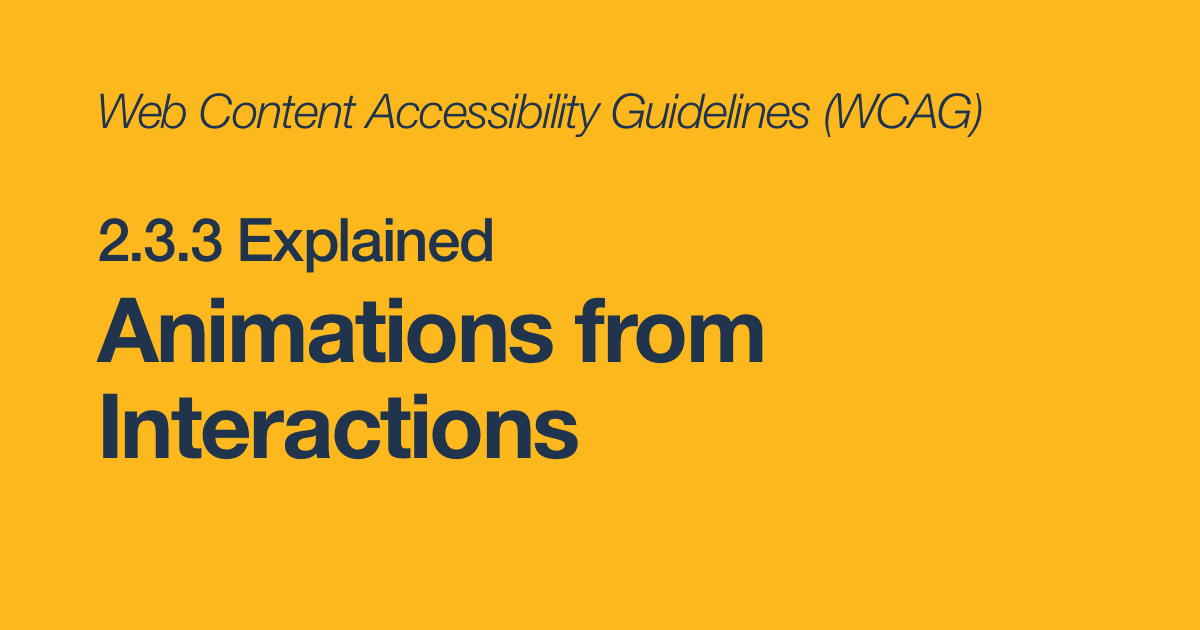 Web Content Accessibility Guidelines (WCAG)
2.3.3 Explained
Animations from
Interactions